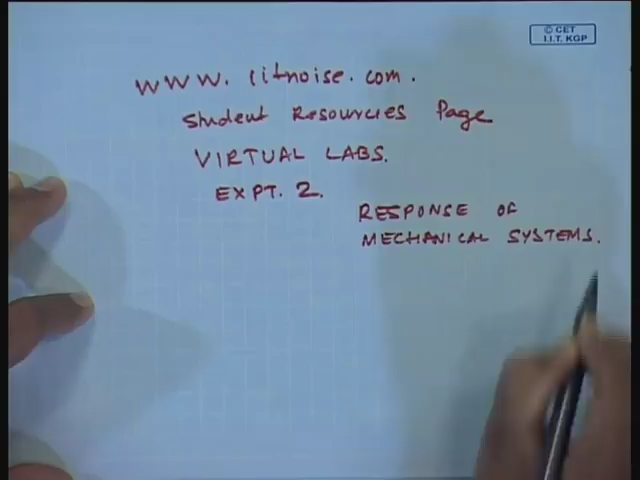 © CET
I.I.T. KGP
www. iitnoise.com.
Student Resources Page
VIRTUAL LABS.
EXPT. 2.
RESPONSE OF
MECHANICAL SYSTEMS.